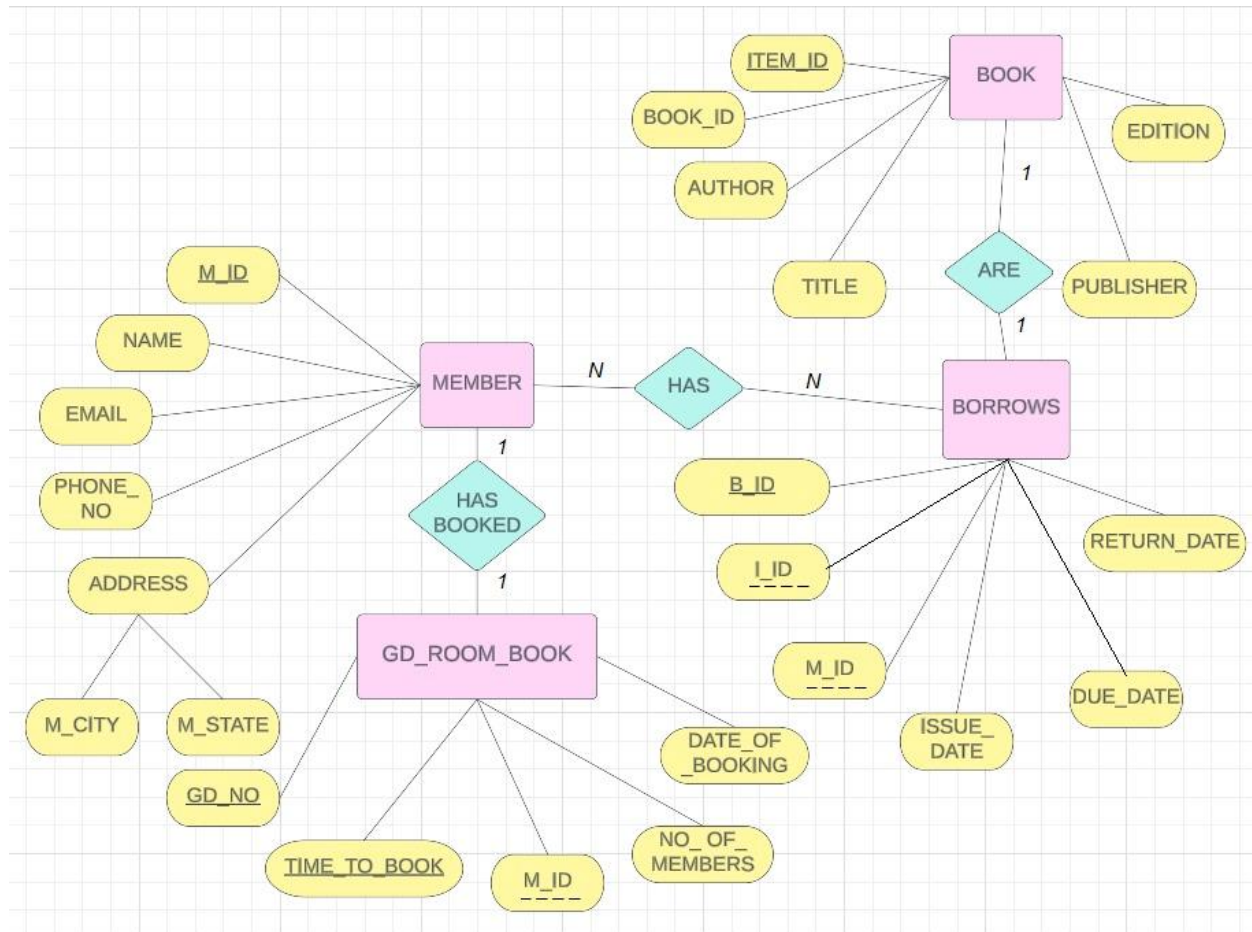 ITEM_ID
BOOK
BOOK_ID
EDITION
AUTHOR
1
ARE
TITLE
PUBLISHER
1
M_ID
NAME
MEMBER
N
HAS
N
BORROWS
EMAIL
1
PHONE_
NO
HAS
BOOKED
B_ID
RETURN_DATE
I_ID
ADDRESS
1
GD_ROOM_BOOK
M_ID
DUE_DATE
M_CITY
M_STATE
ISSUE_
DATE
DATE_OF
_BOOKING
GD_NO
TIME_TO_BOOK
M_ID
NO_ OF_
MEMBERS